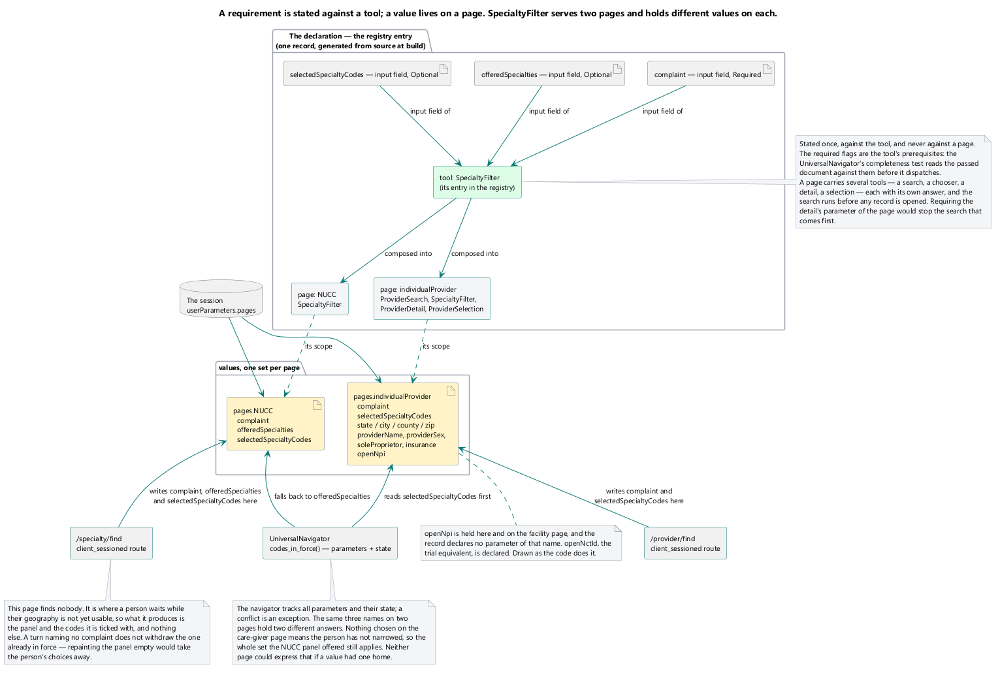 A requirement is stated against a tool; a value lives on a page. SpecialtyFilter serves two pages and holds different values on each.
The declaration — the registry entry
(one record, generated from source at build)
selectedSpecialtyCodes — input field, Optional
offeredSpecialties — input field, Optional
complaint — input field, Required
input field of
input field of
input field of
Stated once, against the tool, and never against a page.
The required flags are the tool's prerequisites: the
UniversalNavigator's completeness test reads the passed
document against them before it dispatches.
A page carries several tools — a search, a chooser, a
detail, a selection — each with its own answer, and the
search runs before any record is opened. Requiring the
detail's parameter of the page would stop the search that
comes first.
tool: SpecialtyFilter
(its entry in the registry)
composed into
composed into
page: NUCC
SpecialtyFilter
page: individualProvider
ProviderSearch, SpecialtyFilter,
ProviderDetail, ProviderSelection
The session
userParameters.pages
its scope
its scope
values, one set per page
pages.NUCC
complaint
offeredSpecialties
selectedSpecialtyCodes
pages.individualProvider
complaint
selectedSpecialtyCodes
state / city / county / zip
providerName, providerSex,
soleProprietor, insurance
openNpi
writes complaint, offeredSpecialties
and selectedSpecialtyCodes here
falls back to offeredSpecialties
reads selectedSpecialtyCodes first
writes complaint and
selectedSpecialtyCodes here
/specialty/find
client_sessioned route
UniversalNavigator
codes_in_force() — parameters + state
openNpi is held here and on the facility page, and the
record declares no parameter of that name. openNctId, the
trial equivalent, is declared. Drawn as the code does it.
/provider/find
client_sessioned route
This page finds nobody. It is where a person waits while
their geography is not yet usable, so what it produces is
the panel and the codes it is ticked with, and nothing
else. A turn naming no complaint does not withdraw the one
already in force — repainting the panel empty would take
the person's choices away.
The navigator tracks all parameters and their state; a
conflict is an exception. The same three names on two
pages hold two different answers. Nothing chosen on the
care-giver page means the person has not narrowed, so the
whole set the NUCC panel offered still applies. Neither
page could express that if a value had one home.